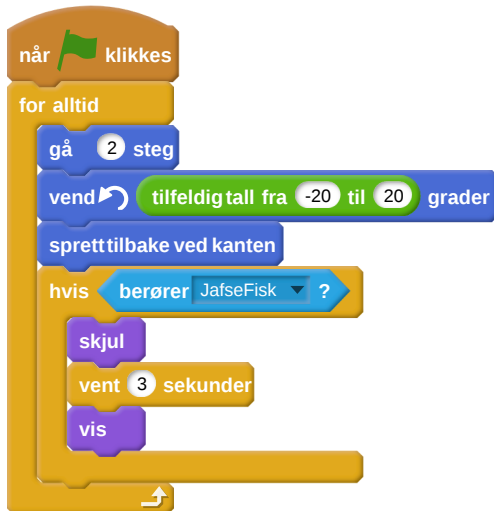 når klikkes
for alltid
gå 2 steg
vend tilfeldig tall fra -20 til 20 grader
sprett tilbake ved kanten
hvis berører JafseFisk ?
skjul
vent 3 sekunder
vis